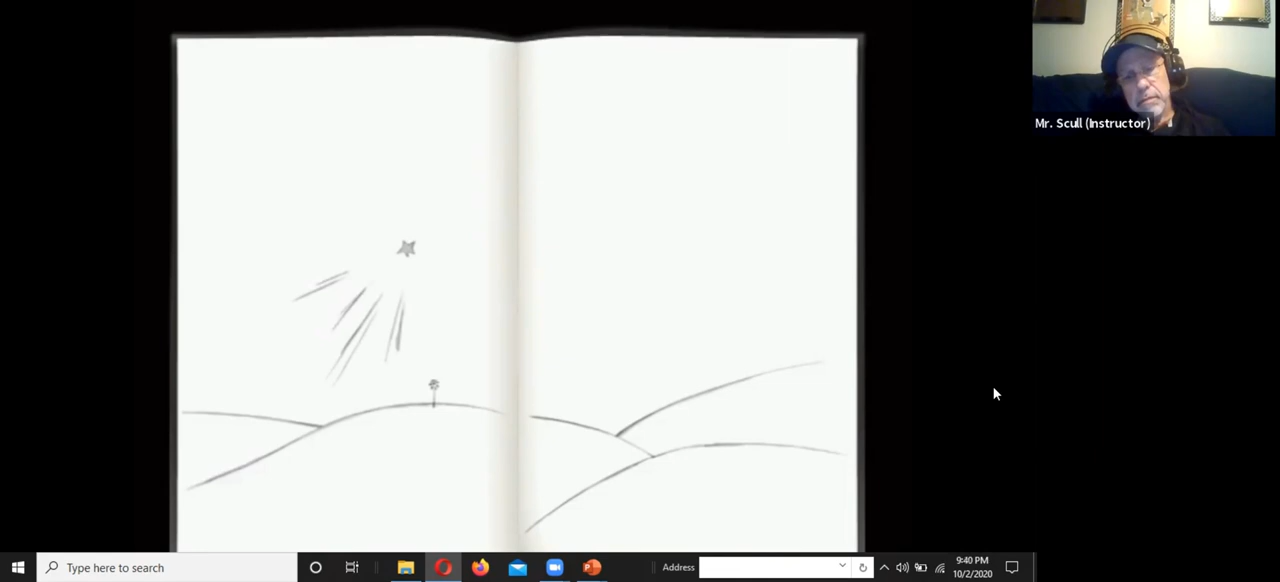 Mr. Scull (Instructor)
Type here to search
Address
9:40 PM
10/2/2020